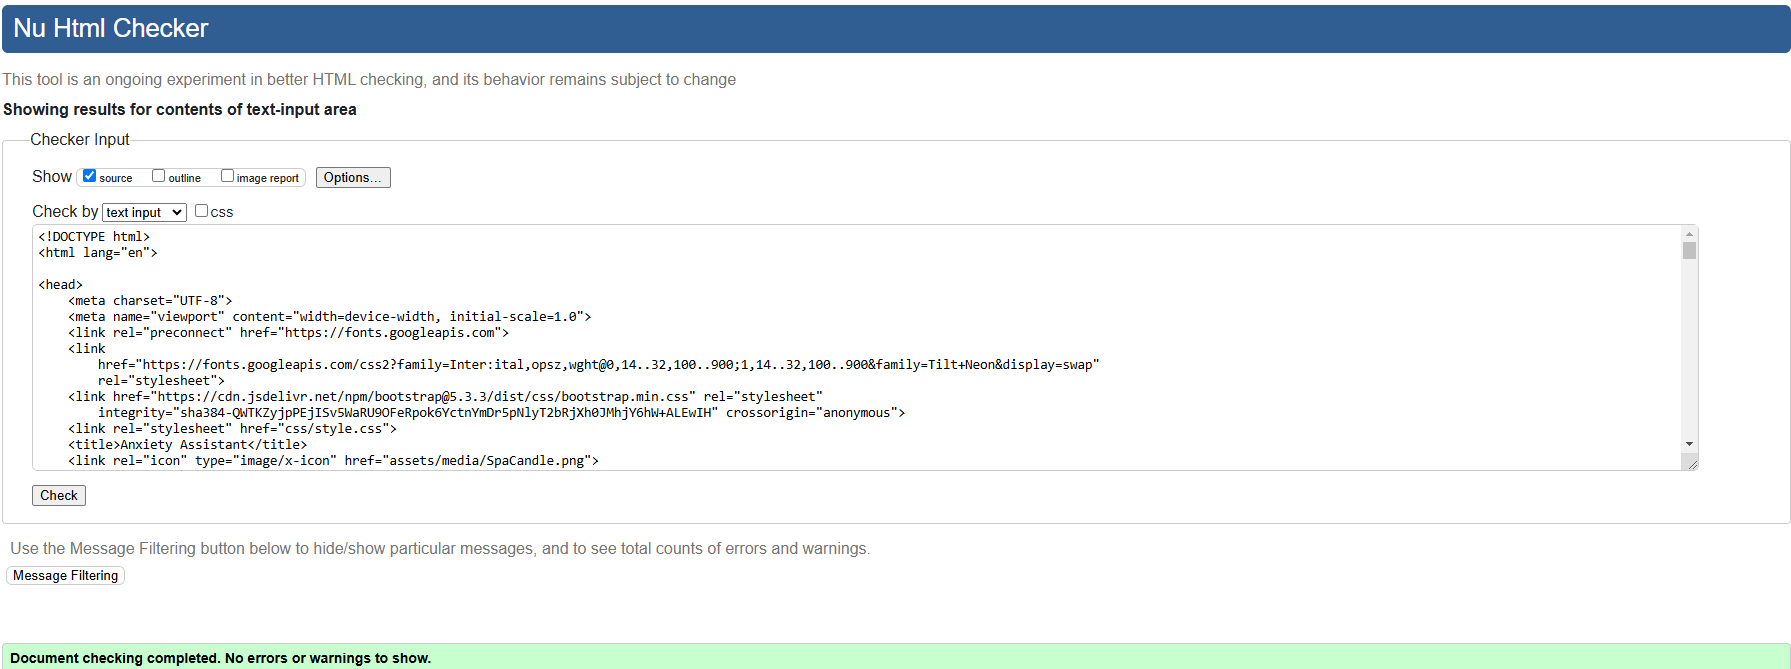 Nu Html Checker
This tool is an ongoing experiment in better HTML checking, and its behavior remains subject to change
Showing results for contents of text-input area
Checker Input
Show source outline image report Options...
Check by text input css
<!DOCTYPE html>
<html lang="en">
<head>
<meta charset="UTF-8">
<meta name="viewport" content="width=device-width, initial-scale=1.0">
<link rel="preconnect" href="https://fonts.googleapis.com">
<link
href="https://fonts.googleapis.com/css2?family=Inter:ital,opsz,wght@0,14..32,100..900;1,14..32,100..900&family=Tilt+Neon&display=swap"
rel="stylesheet">
<link href="https://cdn.jsdelivr.net/npm/bootstrap@5.3.3/dist/css/bootstrap.min.css" rel="stylesheet"
integrity="sha384-QWTKZyjpPEjISv5WaRU9OFeRpok6YctnYmDr5pNlyT2bRjXh0JMhjY6hW+ALEwIH" crossorigin="anonymous">
<link rel="stylesheet" href="css/style.css">
<title>Anxiety Assistant</title>
<link rel="icon" type="image/x-icon" href="assets/media/SpaCandle.png">
Check
Use the Message Filtering button below to hide/show particular messages, and to see total counts of errors and warnings.
Message Filtering
Document checking completed. No errors or warnings to show.